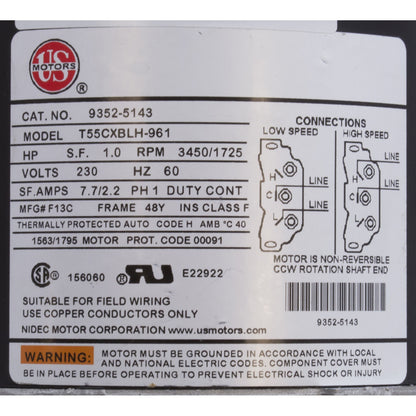 US
MOTORS
®
CAT. NO. 9352-5143
MODEL T55CXBLH-961
HP S.F. 1.0 RPM 3450/1725
VOLTS 230 HZ 60
SF.AMPS 7.7/2.2 PH 1 DUTY CONT
MFG# F13C FRAME 48Y INS CLASS F
THERMALLY PROTECTED AUTO CODE H AMB °C 40
1563/1795 MOTOR PROT. CODE 00091
SA 156060 RU E22922
SUITABLE FOR FIELD WIRING
USE COPPER CONDUCTORS ONLY
NIDEC MOTOR CORPORATION www.usmotors.com
CONNECTIONS
LOW SPEED HIGH SPEED
H LINE H LINE
C LINE C LINE
L L
MOTOR IS NON-REVERSIBLE
CCW ROTATION SHAFT END
9352-5143
WARNING: MOTOR MUST BE GROUNDED IN ACCORDANCE WITH LOCAL
AND NATIONAL ELECTRIC CODES. COMPONENT COVER MUST
BE IN PLACE BEFORE OPERATING TO PREVENT ELECTRICAL SHOCK OR INJURY